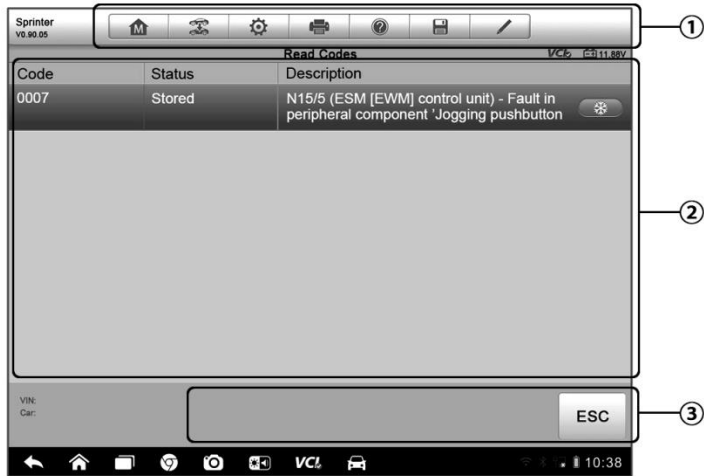 Sprinter
V0.90.05
M
①
Read Codes
VCI
11.88V
Code Status Description
0007 Stored N15/5 (ESM [EWM] control unit) - Fault in
peripheral component 'Jogging pushbutton
②
VIN:
Car:
ESC
③
VCI
10:38